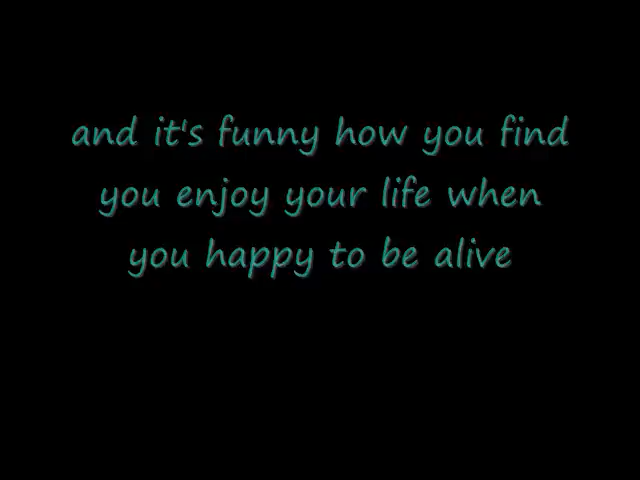 and it's funny how you find
you enjoy your life when
you happy to be alive